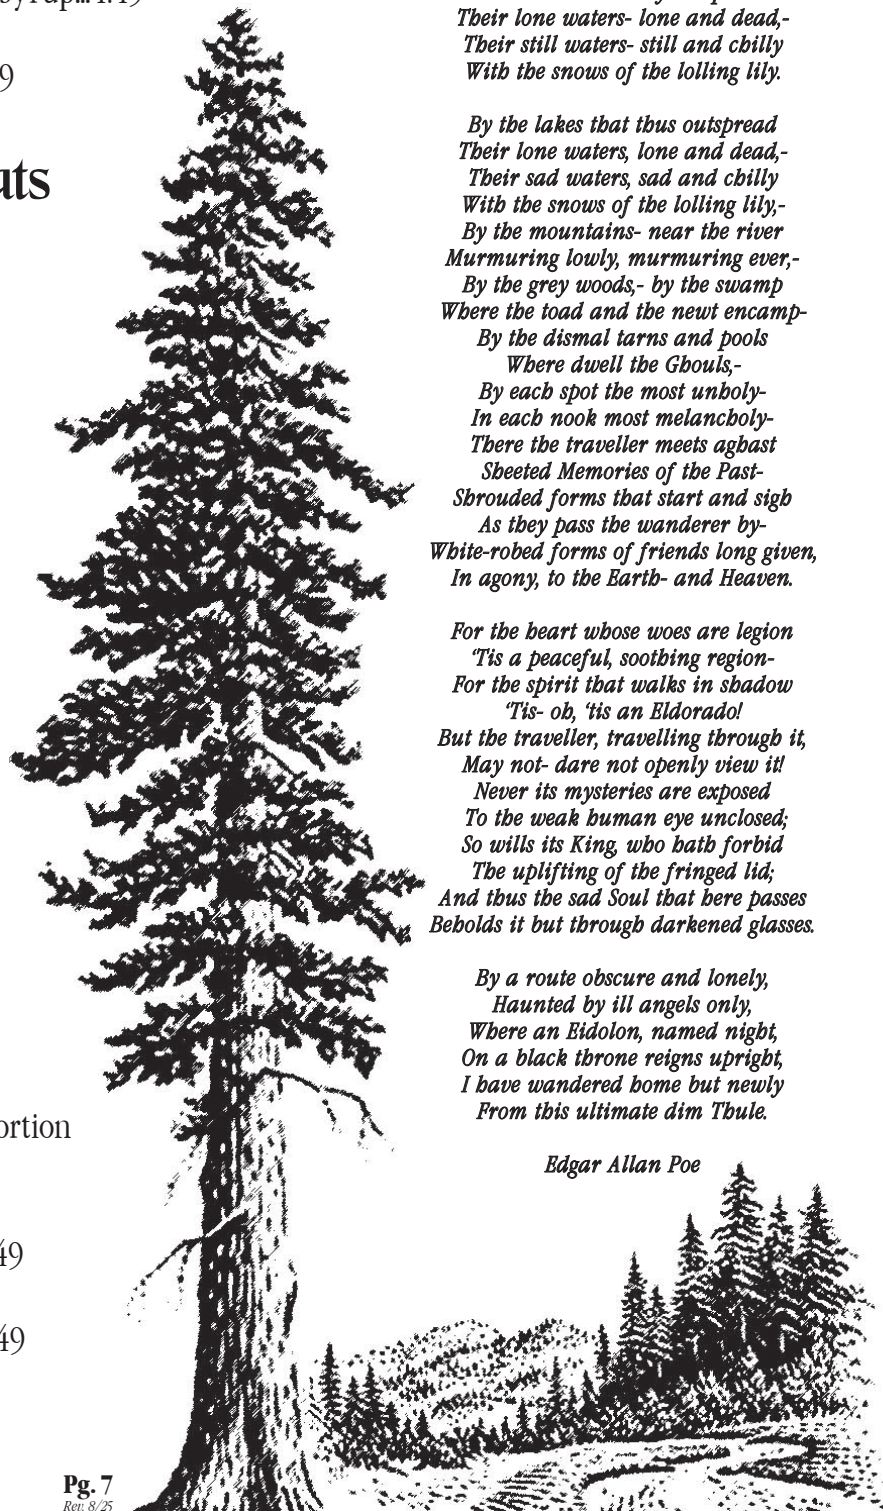 syrup...1.49
9
uts
ortion
49
49
Their lone waters- lone and dead,-
Their still waters- still and chilly
With the snows of the lolling lily.
By the lakes that thus outspread
Their lone waters, lone and dead,-
Their sad waters, sad and chilly
With the snows of the lolling lily,-
By the mountains- near the river
Murmuring lowly, murmuring ever,-
By the grey woods,- by the swamp
Where the toad and the newt encamp-
By the dismal tarns and pools
Where dwell the Ghouls,-
By each spot the most unholy-
In each nook most melancholy-
There the traveller meets aghast
Sheeted Memories of the Past-
Shrouded forms that start and sigh
As they pass the wanderer by-
White-robed forms of friends long given,
In agony, to the Earth- and Heaven.
For the heart whose woes are legion
‘Tis a peaceful, soothing region-
For the spirit that walks in shadow
‘Tis- oh, ‘tis an Eldorado!
But the traveller, travelling through it,
May not- dare not openly view it!
Never its mysteries are exposed
To the weak human eye unclosed;
So wills its King, who hath forbid
The uplifting of the fringed lid;
And thus the sad Soul that here passes
Beholds it but through darkened glasses.
By a route obscure and lonely,
Haunted by ill angels only,
Where an Eidolon, named night,
On a black throne reigns upright,
I have wandered home but newly
From this ultimate dim Thule.
Edgar Allan Poe
Pg. 7
Rev. 8/25